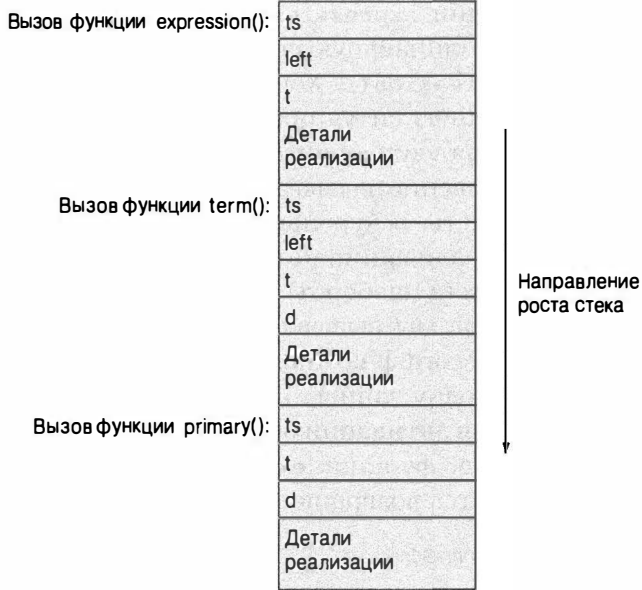 Вызов функции expression(): ts
left
t
Детали
реализации
Вызов функции term(): ts
left
t
d
Детали
реализации
Вызов функции primary(): ts
t
d
Детали
реализации
Направление
роста стека